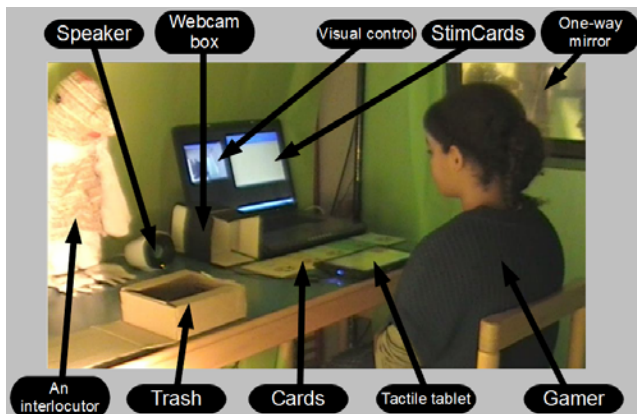 Speaker
Webcam
box
Visual control
StimCards
One-way
mirror
An
interlocutor
Trash
Cards
Tactile tablet
Gamer